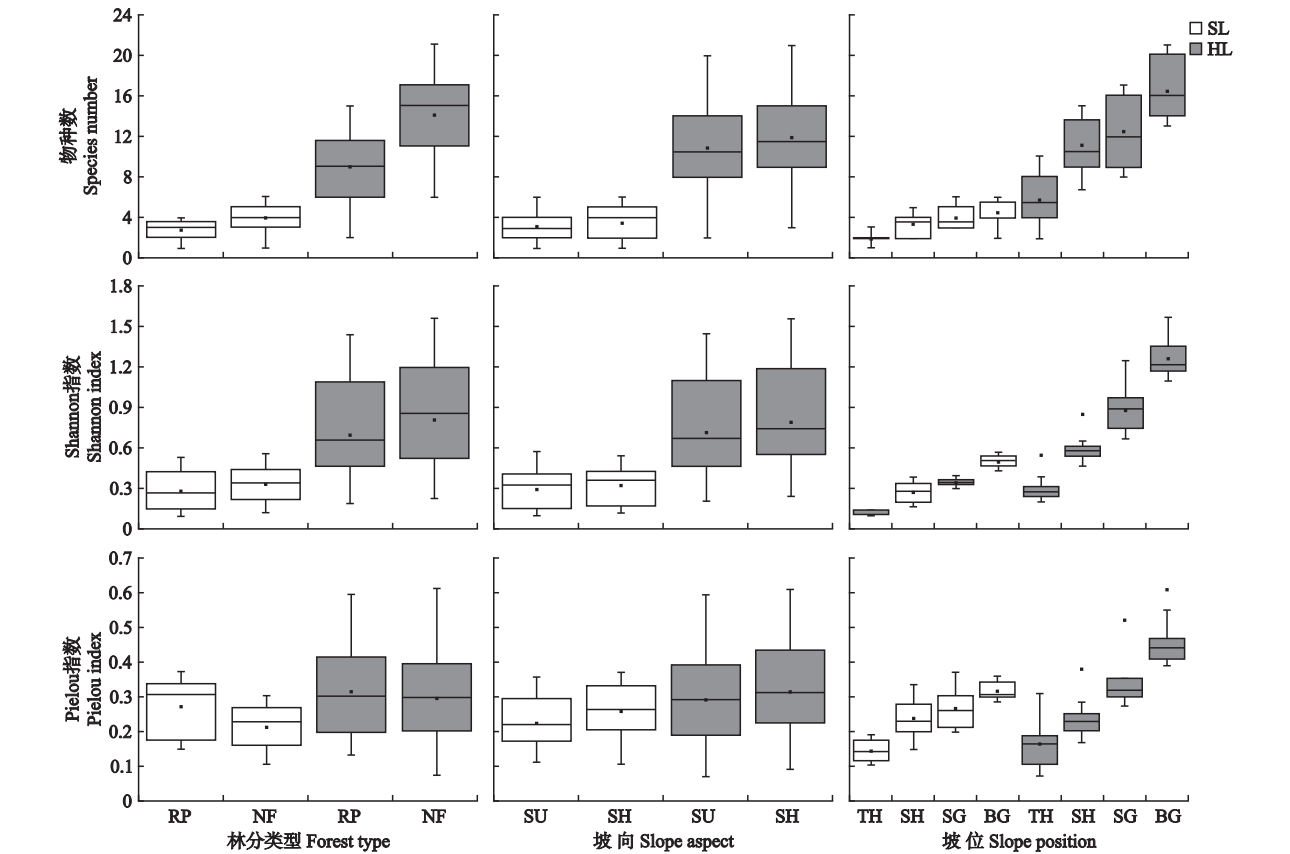 24
20
16
12
8
4
0
物种数
Species number
SL
HL
1.8
1.5
1.2
0.9
0.6
0.3
0
Shannon指数
Shannon index
0.7
0.6
0.5
0.4
0.3
0.2
0.1
0
Pielou指数
Pielou index
RP NF RP NF
SU SH SU SH
TH SH SG BG TH SH SG BG
林分类型 Forest type
坡 向 Slope aspect
坡 位 Slope position